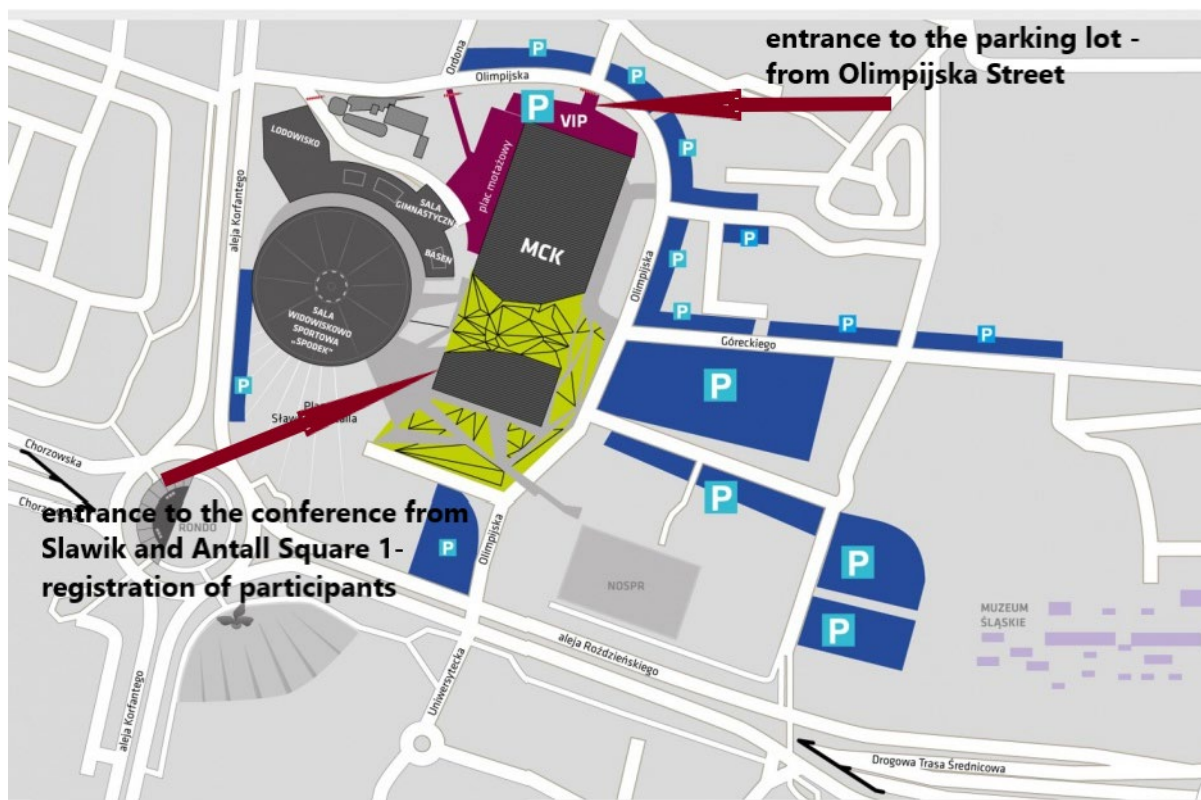 entrance to the parking lot -
from Olimpijska Street
P
P
Ordona
Olimpijska
P
VIP
plac motażowy
LODOWISKO
SALA
GIMNASTYCZN
BASEN
MCK
aleja Korfantego
SALA
WIDOWISKOWO
SPORTOWA
„SPODEK”
P
P
P
P
Olimpijska
P
P
P
Góreckiego
P
P
P
Chorzowska
RONDO
entrance to the conference from
Slawik and Antall Square 1-
registration of participants
P
Olimpijska
P
P
P
NOSPR
MUZEUM
ŚLĄSKIE
aleja Roździeńskiego
Uniwersytecka
aleja Korfantego
Drogowa Trasa Średnicowa